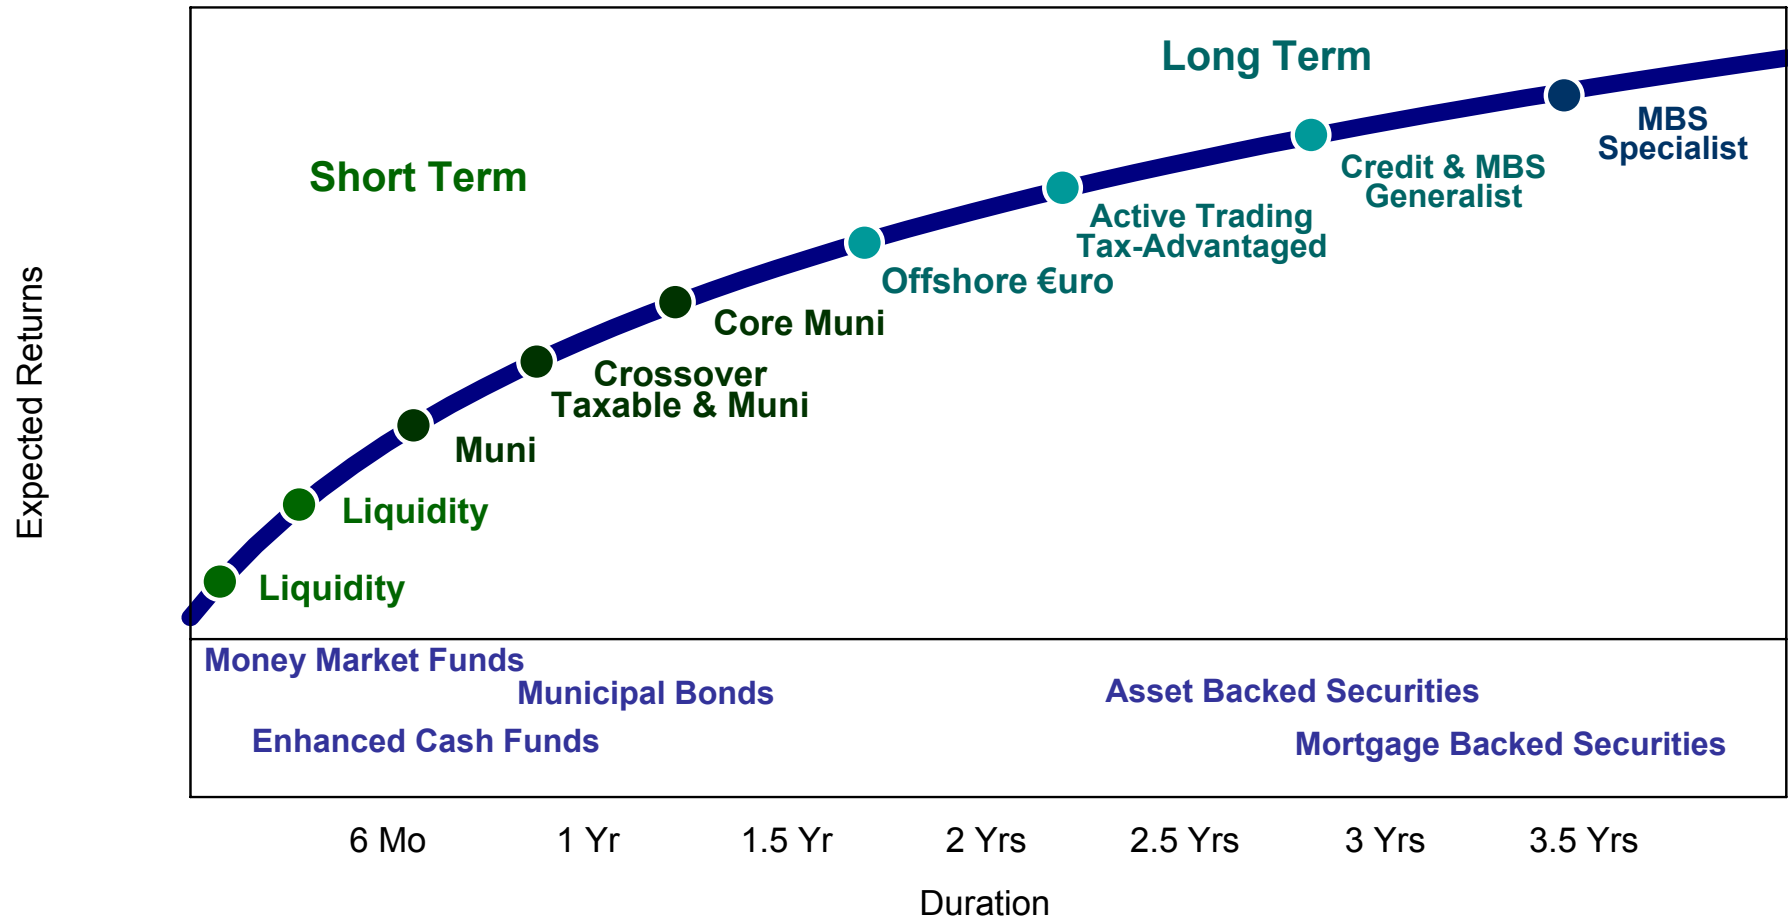 Long Term
MBS
Specialist
Short Term
Credit & MBS
Generalist
Active Trading
Tax-Advantaged
Offshore €uro
Core Muni
Crossover
Taxable & Muni
Muni
Liquidity
Liquidity
Expected Returns
Money Market Funds
Municipal Bonds
Asset Backed Securities
Enhanced Cash Funds
Mortgage Backed Securities
6 Mo
1 Yr
1.5 Yr
2 Yrs
2.5 Yrs
3 Yrs
3.5 Yrs
Duration